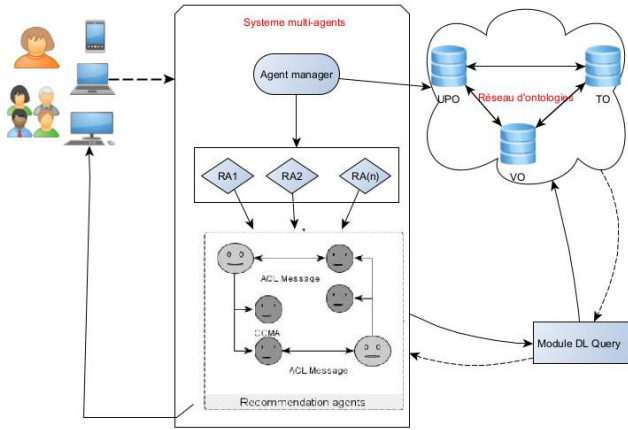 Systeme multi-agents
Agent manager
UPO
Réseau d'ontologies
TO
VO
RA1
RA2
RA(n)
ACL Message
CCMA
ACL Message
Recommendation agents
Module DL Query